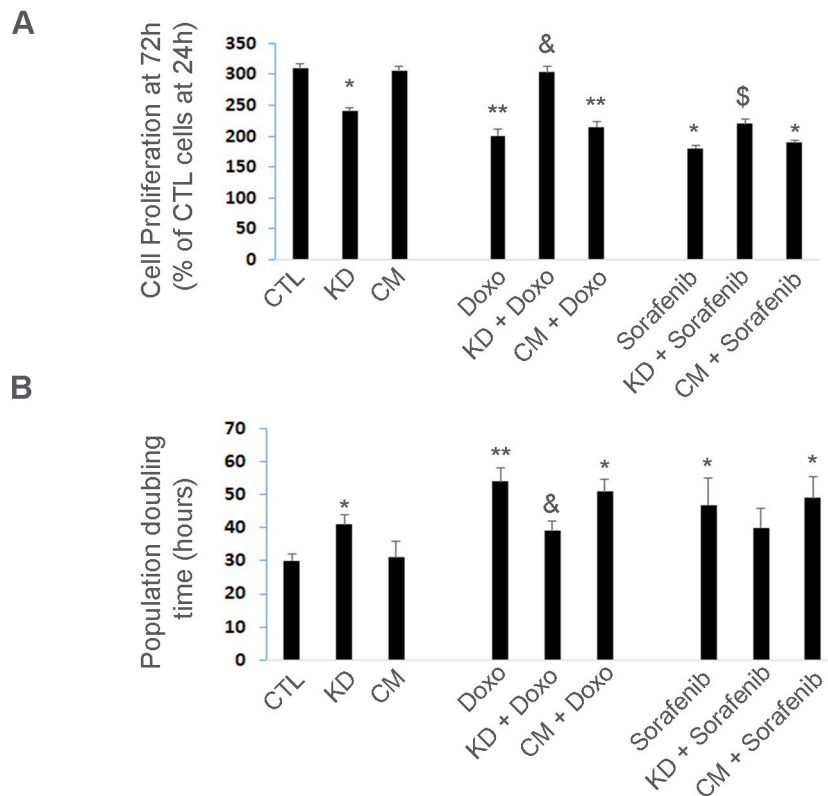 A
Cell Proliferation at 72h
(% of CTL cells at 24h)
350
300
250
200
150
100
50
0
*
**
&
**
*
$
*
CTL
KD
CM
Doxo
KD + Doxo
CM + Doxo
Sorafenib
KD + Sorafenib
CM + Sorafenib
B
Population doubling
time (hours)
70
60
50
40
30
20
10
0
*
**
&
*
*
*
CTL
KD
CM
Doxo
KD + Doxo
CM + Doxo
Sorafenib
KD + Sorafenib
CM + Sorafenib